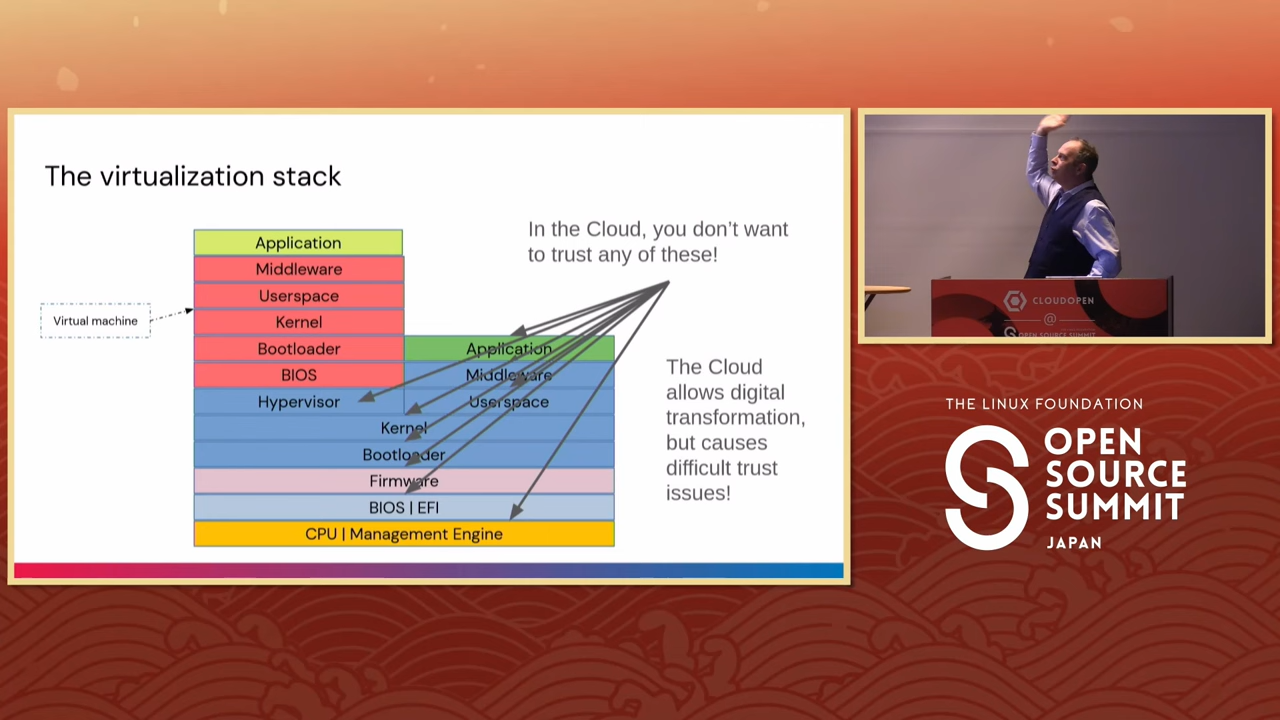 The virtualization stack
In the Cloud, you don't want
to trust any of these!
Application
Middleware
Userspace
Kernel
Bootloader
BIOS
Hypervisor
Virtual machine
Application
Middleware
Userspace
Kernel
Bootloader
Firmware
BIOS | EFI
CPU | Management Engine
The Cloud
allows digital
transformation,
but causes
difficult trust
issues!
CLOUDOPEN
@
OPEN SOURCE SUMMIT
THE LINUX FOUNDATION
OPEN
SOURCE
SUMMIT
JAPAN